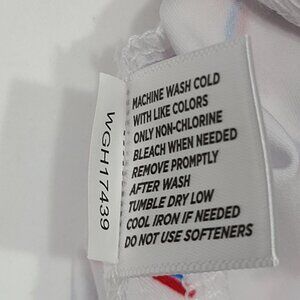 WGH17439
MACHINE WASH COLD
WITH LIKE COLORS
ONLY NON-CHLORINE
BLEACH WHEN NEEDED
REMOVE PROMPTLY
AFTER WASH
TUMBLE DRY LOW
COOL IRON IF NEEDED
DO NOT USE SOFTENERS